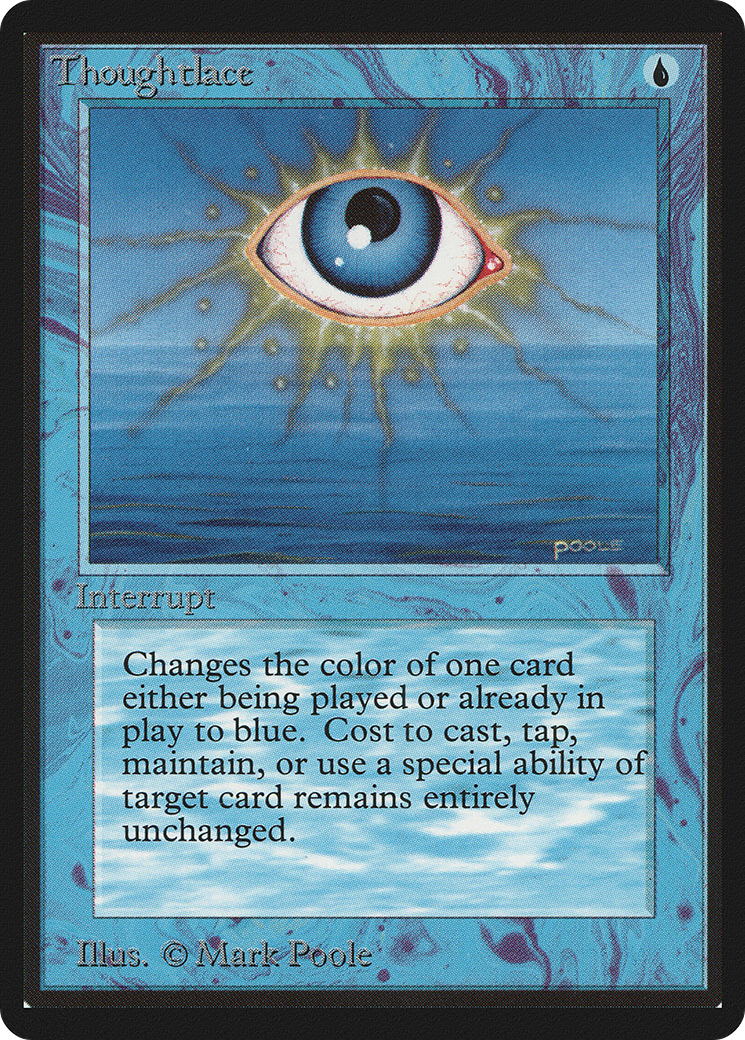 Thoughtlace
POOLE
Interrupt
Changes the color of one card
either being played or already in
play to blue.  Cost to cast, tap,
maintain, or use a special ability of
target card remains entirely
unchanged.
Illus. © Mark Poole